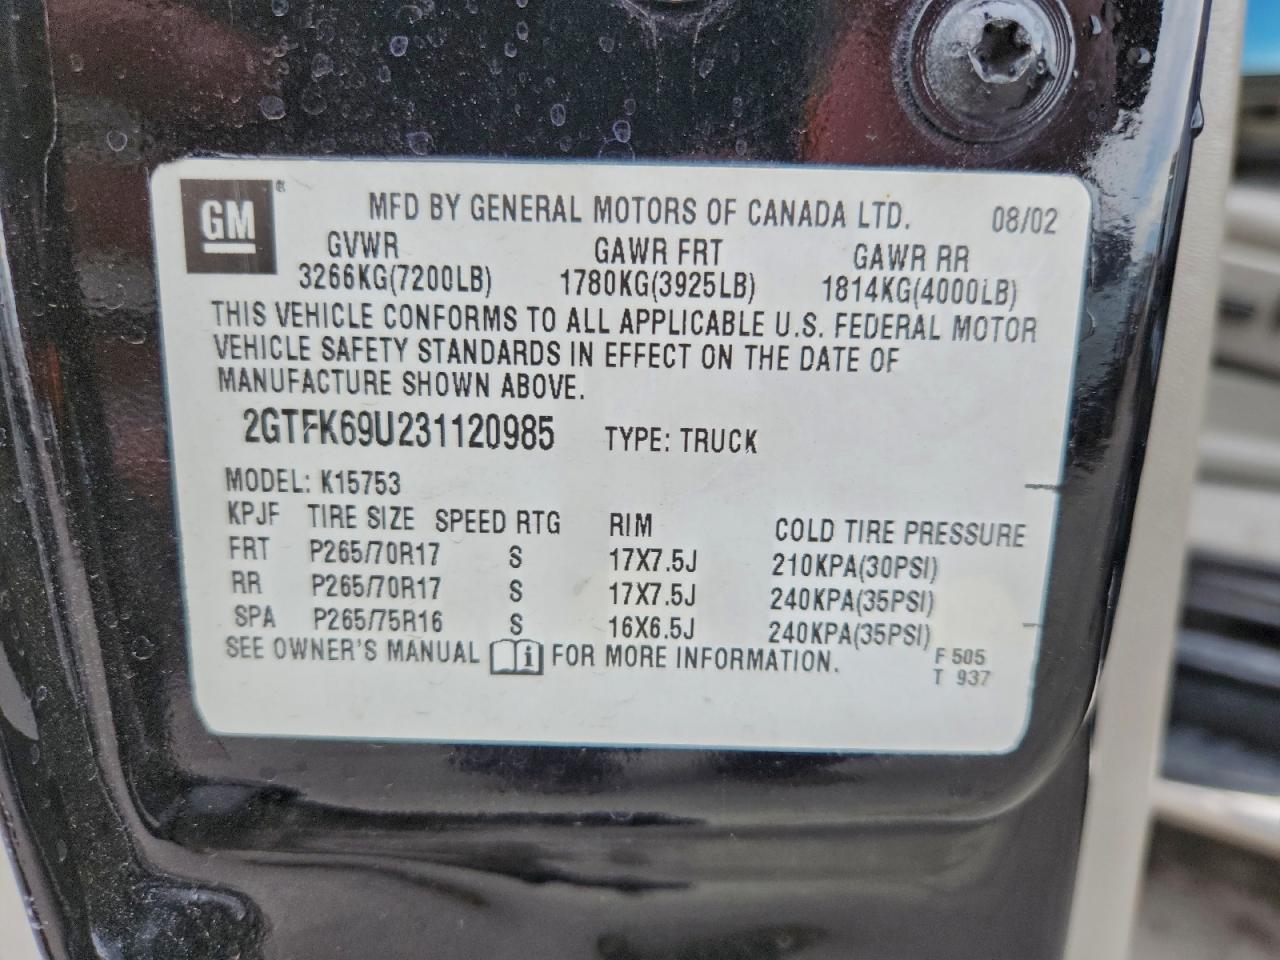 GM® MFD BY GENERAL MOTORS OF CANADA LTD. 08/02
GVWR GAWR FRT GAWR RR
3266KG(7200LB) 1780KG(3925LB) 1814KG(4000LB)
THIS VEHICLE CONFORMS TO ALL APPLICABLE U.S. FEDERAL MOTOR
VEHICLE SAFETY STANDARDS IN EFFECT ON THE DATE OF
MANUFACTURE SHOWN ABOVE.
2GTFK69U231120985 TYPE: TRUCK
MODEL: K15753
KPJF TIRE SIZE SPEED RTG RIM COLD TIRE PRESSURE
FRT P265/70R17 S 17X7.5J 210KPA(30PSI)
RR P265/70R17 S 17X7.5J 240KPA(35PSI)
SPA P265/75R16 S 16X6.5J 240KPA(35PSI)
SEE OWNER'S MANUAL i FOR MORE INFORMATION.
F 505
T 937